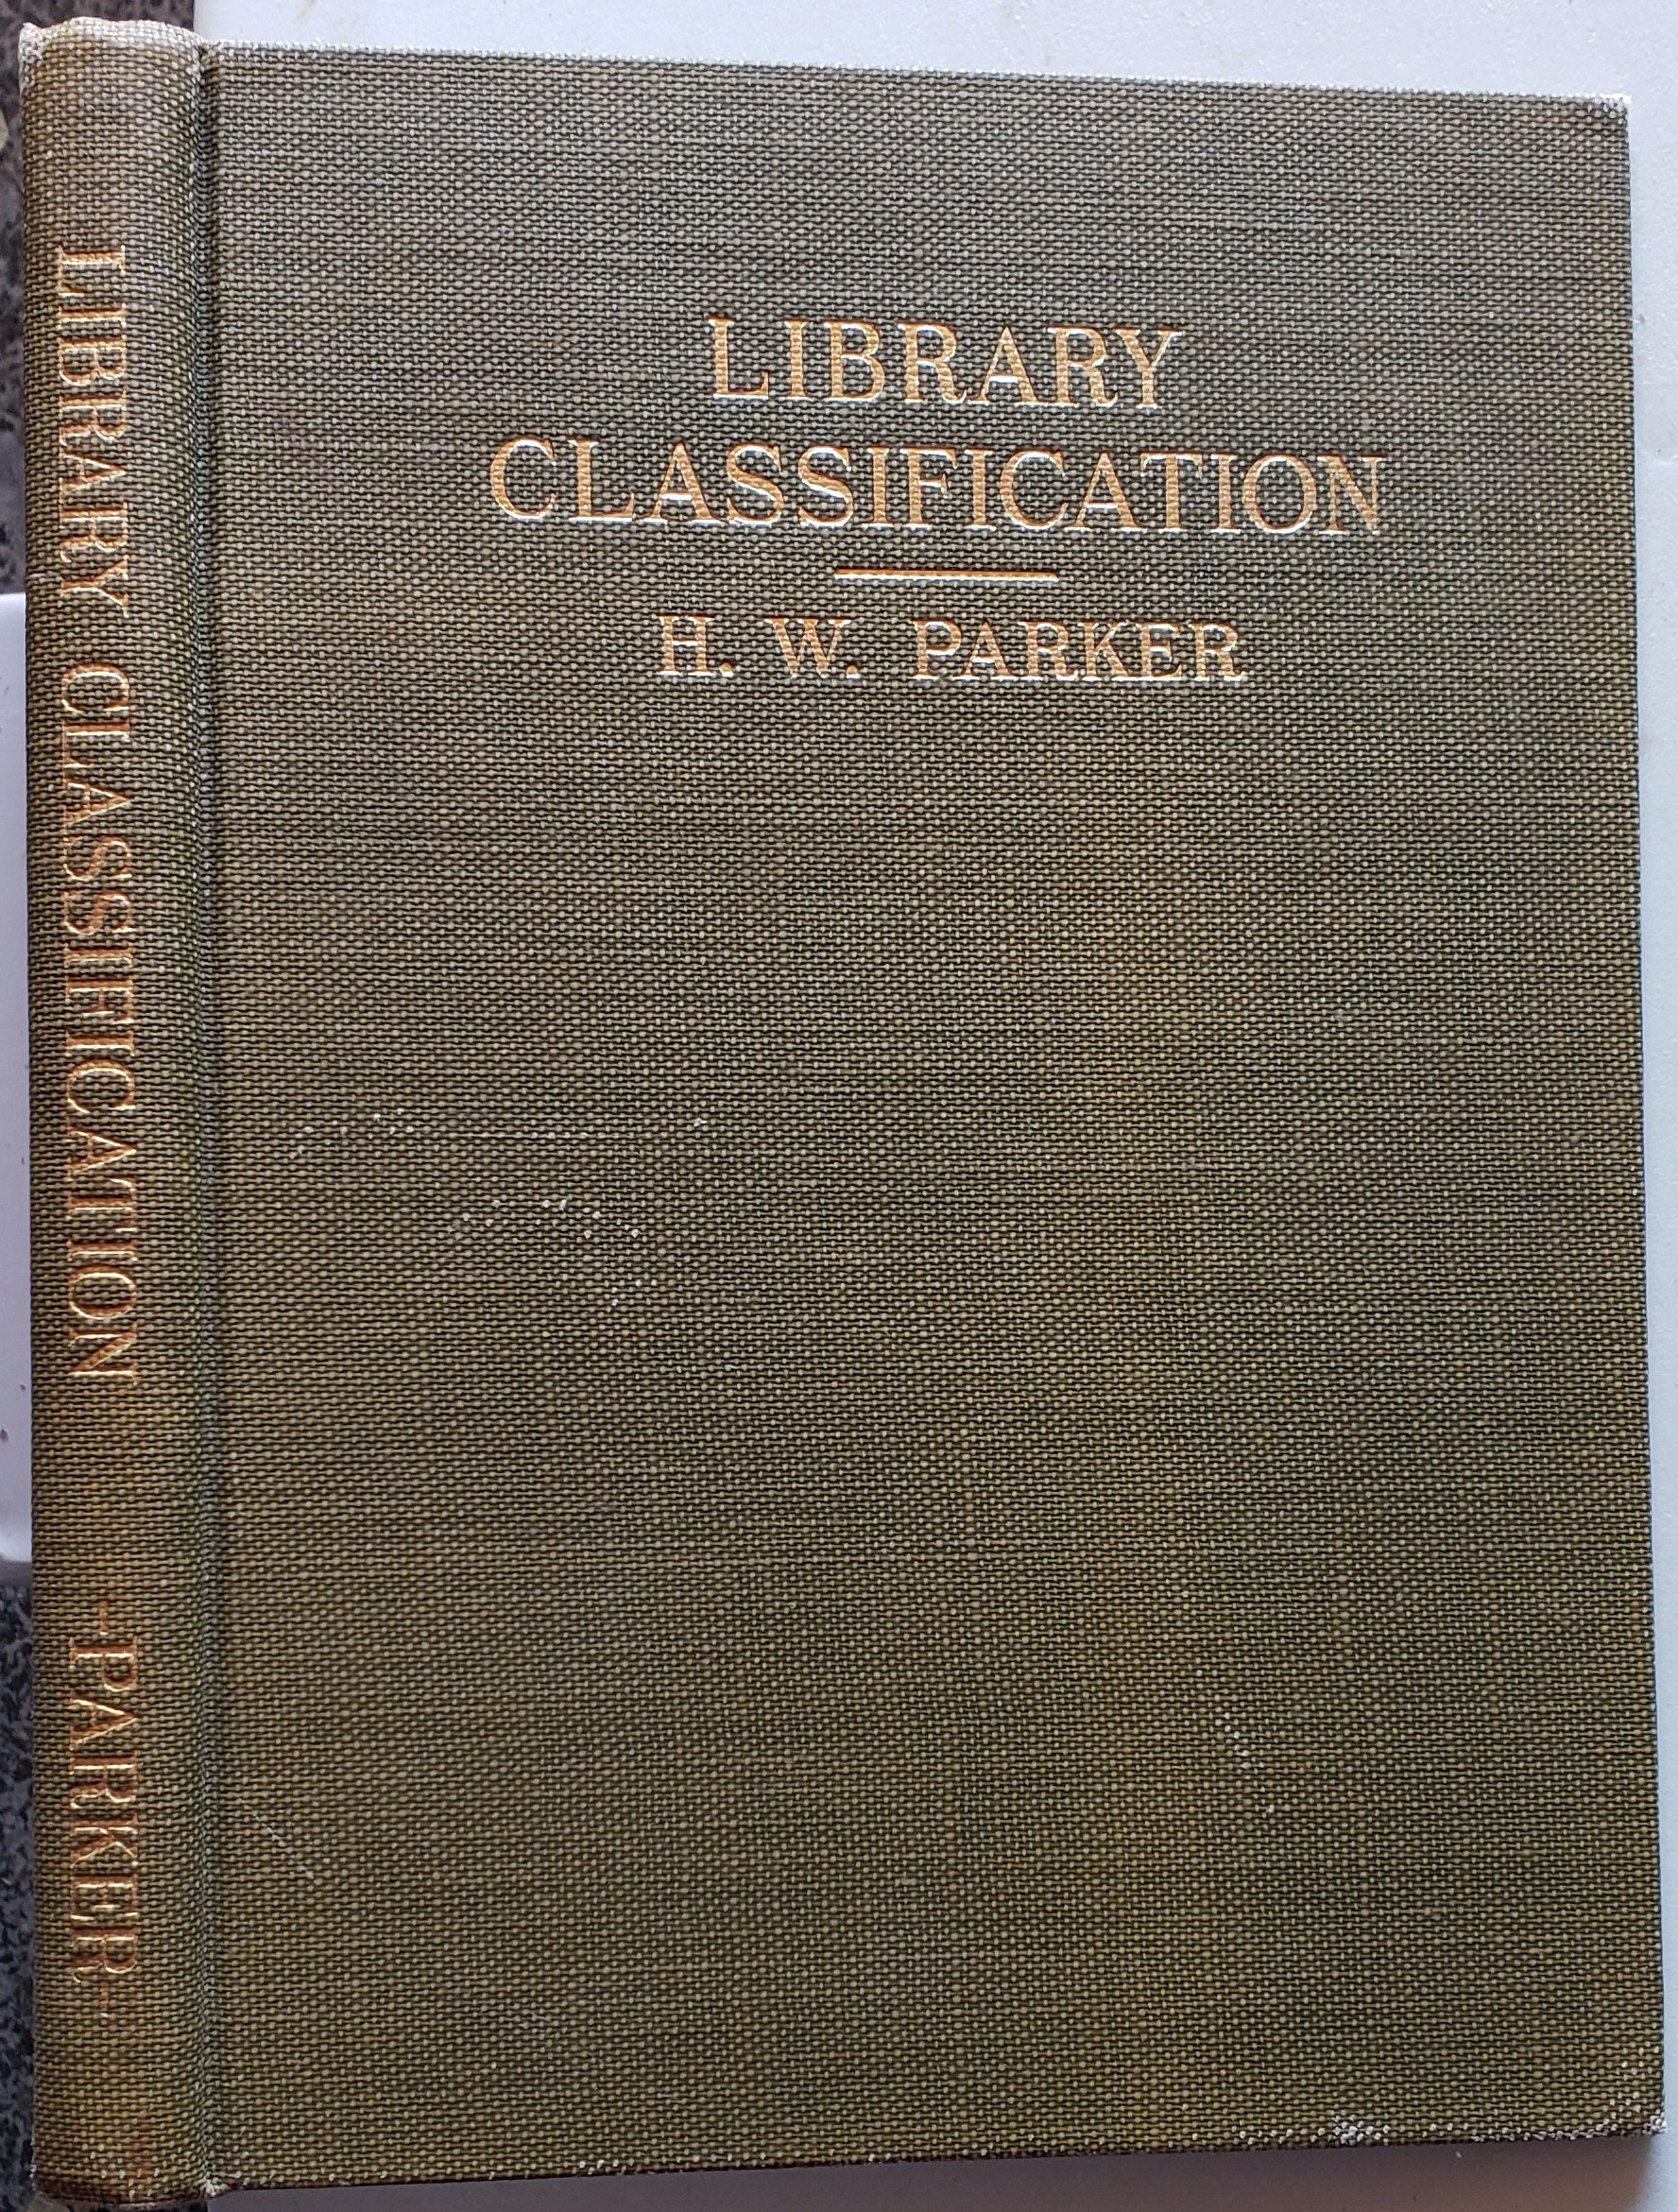 LIBRARY
CLASSIFICATION
H. W. PARKER
LIBRARY CLASSIFICATION -PARKER-